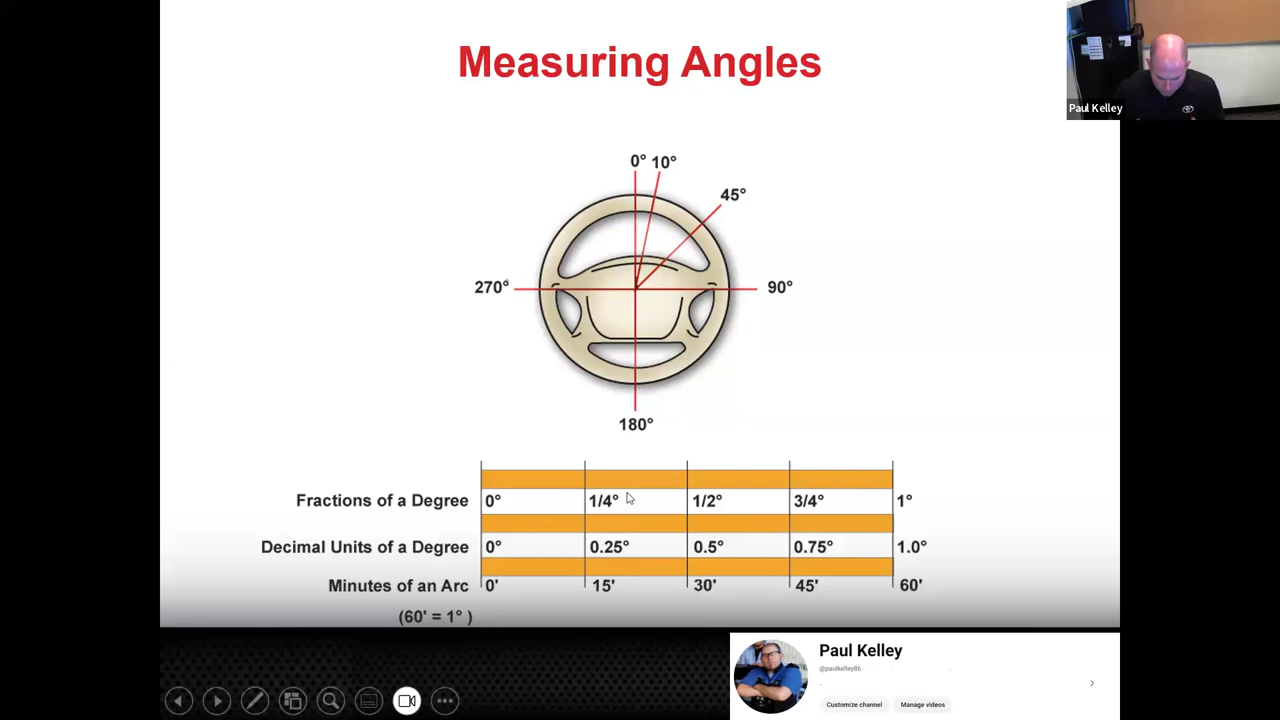 Measuring Angles
Paul Kelley
0° 10°
45°
270°
90°
180°
Fractions of a Degree 0° 1/4° 1/2° 3/4° 1°
Decimal Units of a Degree 0° 0.25° 0.5° 0.75° 1.0°
Minutes of an Arc 0' 15' 30' 45' 60'
(60' = 1° )
Paul Kelley
@paulkelley86
Customize channel Manage videos